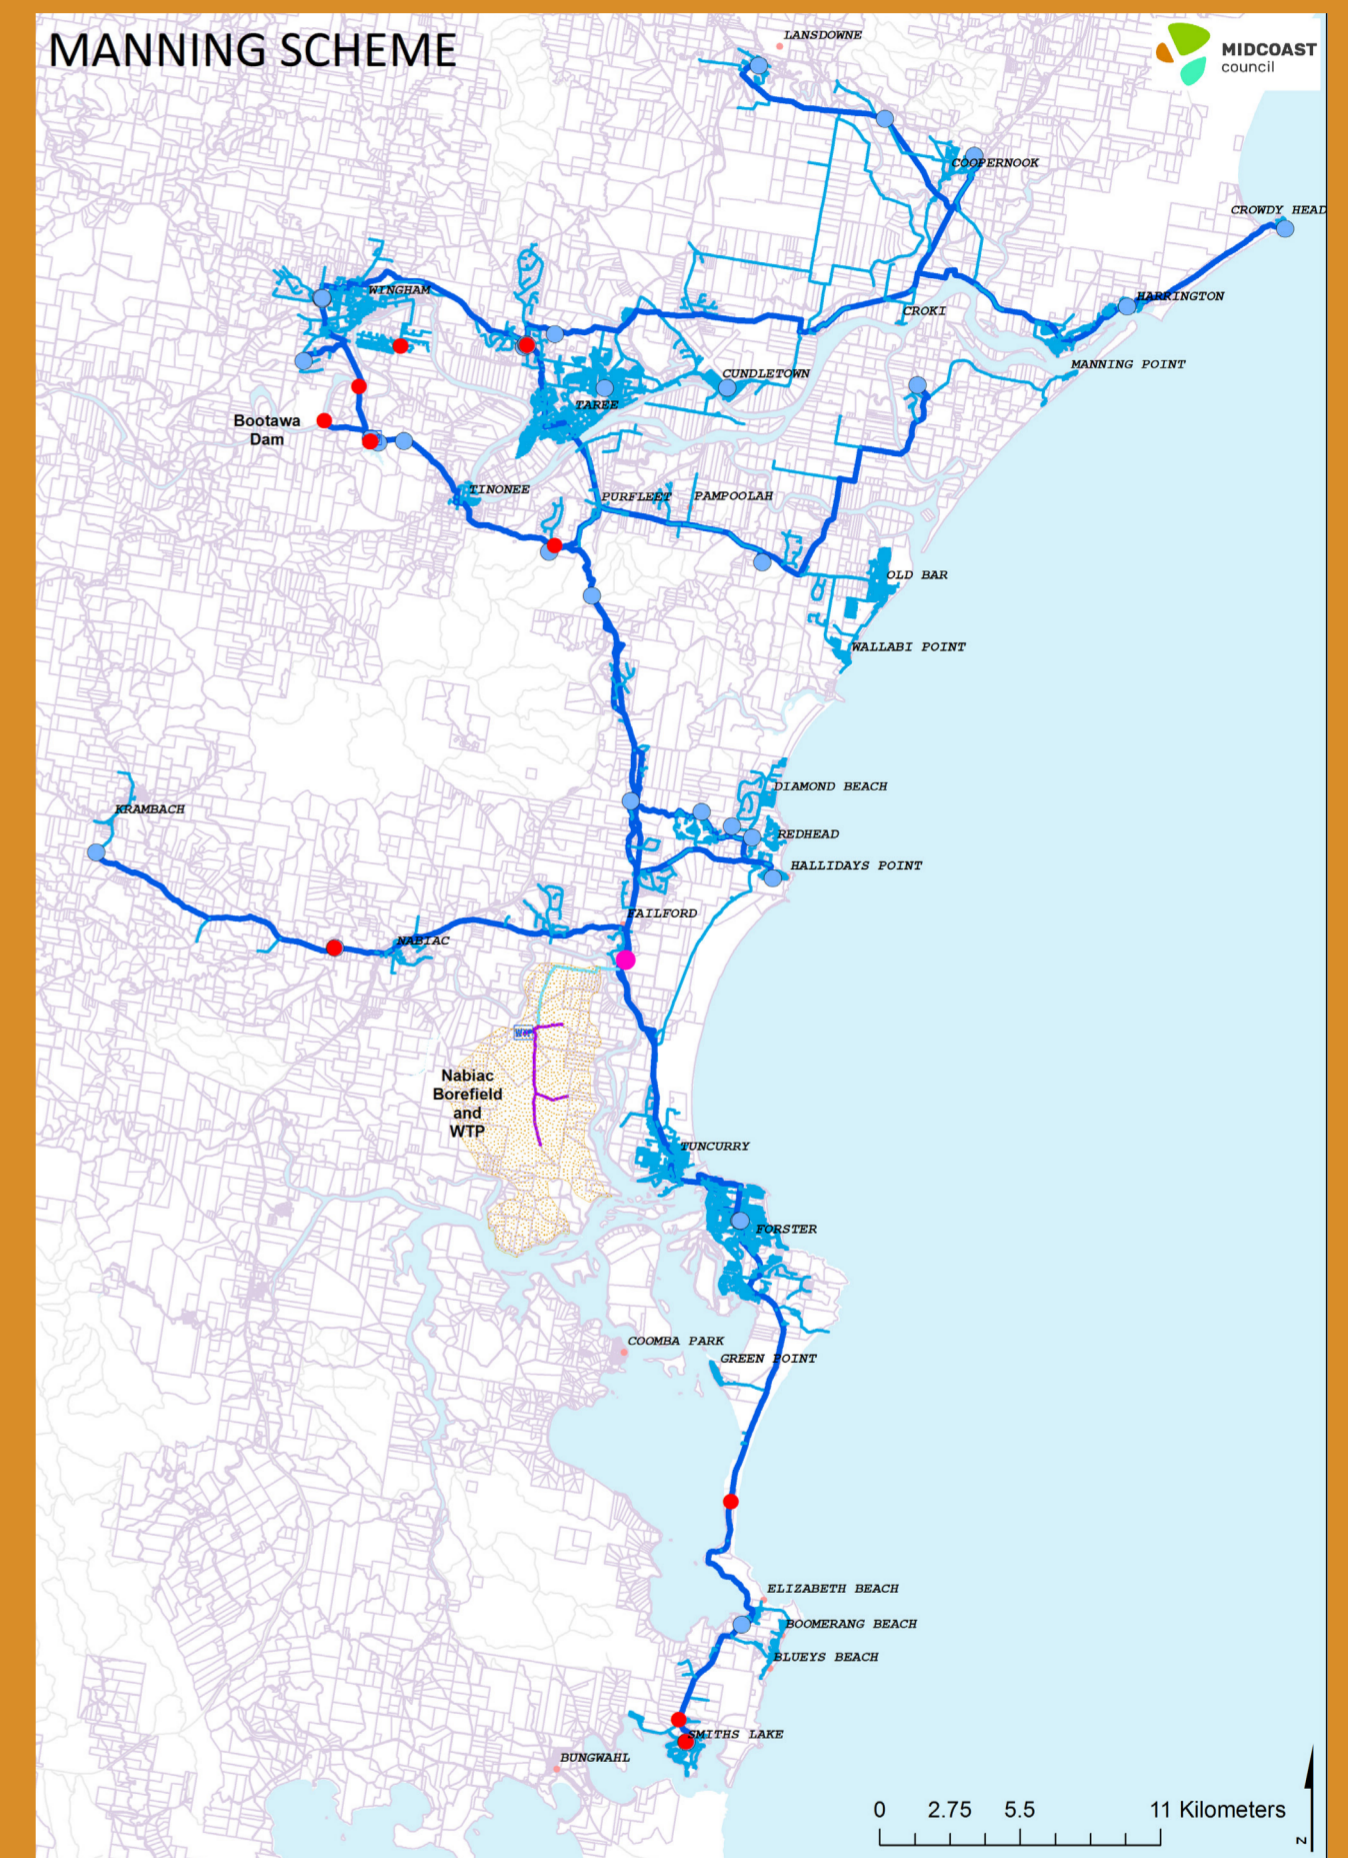 MANNING SCHEME
LANSDOWNE
MIDCOAST
council
COOPERNOOK
CROWDY HEAD
WINGHAM
HARRINGTON
CROKI
MANNING POINT
CUNDLETOWN
TAREE
Bootawa
Dam
TINONEE
PURFLEET
PAMPOOLAH
OLD BAR
WALLABI POINT
DIAMOND BEACH
KRAMBACH
REDHEAD
HALLIDAYS POINT
FAILFORD
NABIAC
Nabiac
Borefield
and
WTP
TUNCURRY
FORSTER
COOMBA PARK
GREEN POINT
ELIZABETH BEACH
BOOMERANG BEACH
BLUEYS BEACH
SMITHS LAKE
BUNGWAHL
0 2.75 5.5 11 Kilometers
N